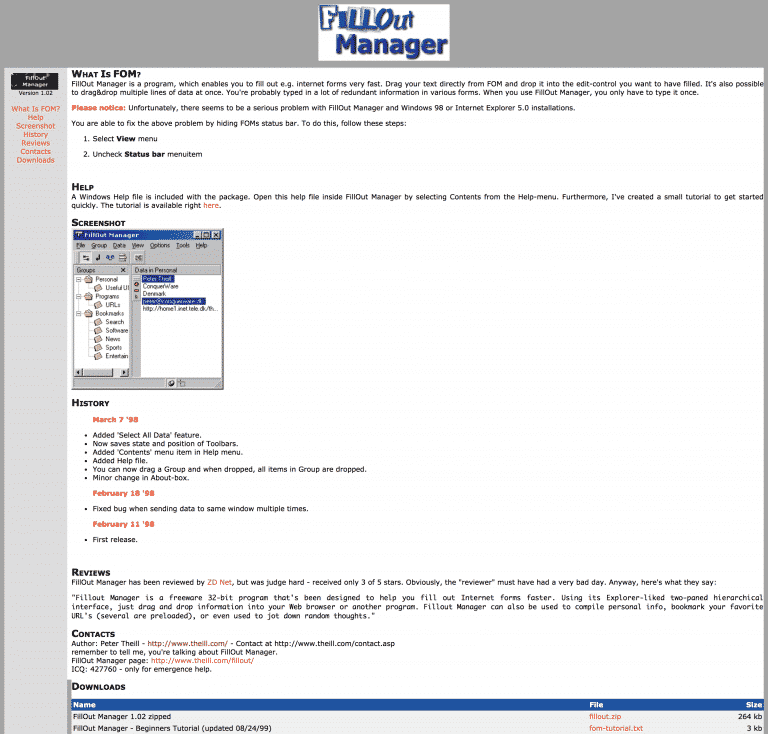 FillOut
Manager
FillOut
Manager
Version 1.02
What Is FOM?
Help
Screenshot
History
Reviews
Contacts
Downloads
What Is FOM?
FillOut Manager is a program, which enables you to fill out e.g. internet forms very fast. Drag your text directly from FOM and drop it into the edit-control you want to have filled. It's also possible
to drag&drop multiple lines of data at once. You're probably typed in a lot of redundant information in various forms. When you use FillOut Manager, you only have to type it once.
Please notice: Unfortunately, there seems to be a serious problem with FillOut Manager and Windows 98 or Internet Explorer 5.0 installations.
You are able to fix the above problem by hiding FOMs status bar. To do this, follow these steps:
1. Select View menu
2. Uncheck Status bar menuitem
Help
A Windows Help file is included with the package. Open this help file inside FillOut Manager by selecting Contents from the Help-menu. Furthermore, I've created a small tutorial to get started
quickly. The tutorial is available right here.
Screenshot
FillOut Manager
File Group Data View Options Tools Help
Groups
Data in Personal
Personal
Useful UI
Programs
URLs
Bookmarks
Search
Software
News
Sports
Entertain
Peter Theill
ConquerWare
Denmark
peter@conquerware.dk
http://home1.inet.tele.dk/th...
History
March 7 '98
• Added 'Select All Data' feature.
• Now saves state and position of Toolbars.
• Added 'Contents' menu item in Help menu.
• Added Help file.
• You can now drag a Group and when dropped, all items in Group are dropped.
• Minor change in About-box.
February 18 '98
• Fixed bug when sending data to same window multiple times.
February 11 '98
• First release.
Reviews
FillOut Manager has been reviewed by ZD Net, but was judge hard - received only 3 of 5 stars. Obviously, the "reviewer" must have had a very bad day. Anyway, here's what they say:
"Fillout Manager is a freeware 32-bit program that's been designed to help you fill out Internet forms faster. Using its Explorer-like two-paned hierarchical
interface, just drag and drop information into your Web browser or another program. Fillout Manager can also be used to compile personal info, bookmark your favorite
URL's (several are preloaded), or even used to jot down random thoughts."
Contacts
Author: Peter Theill - http://www.theill.com/ - Contact at http://www.theill.com/contact.asp
remember to tell me, you're talking about FillOut Manager.
FillOut Manager page: http://www.theill.com/fillout/
ICQ: 427760 - only for emergence help.
Downloads
Name File Size
FillOut Manager 1.02 zipped fillout.zip 264 kb
FillOut Manager - Beginners Tutorial (updated 08/24/99) fom-tutorial.txt 3 kb